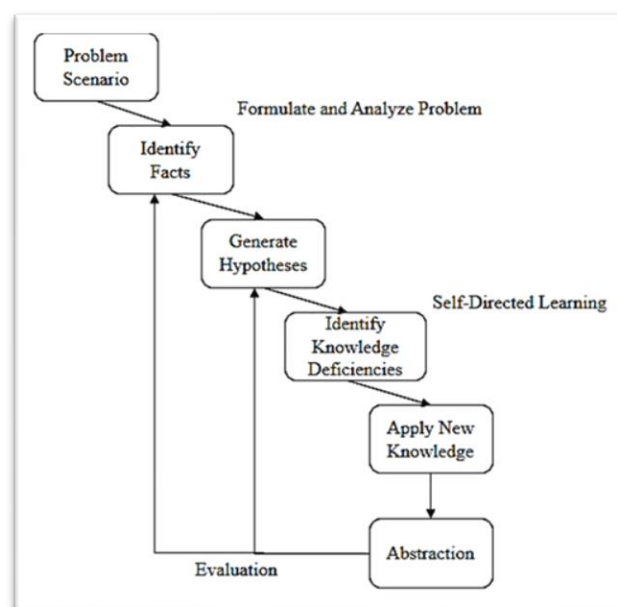 Problem
Scenario
Formulate and Analyze Problem
Identify
Facts
Generate
Hypotheses
Self-Directed Learning
Identify
Knowledge
Deficiencies
Apply New
Knowledge
Abstraction
Evaluation